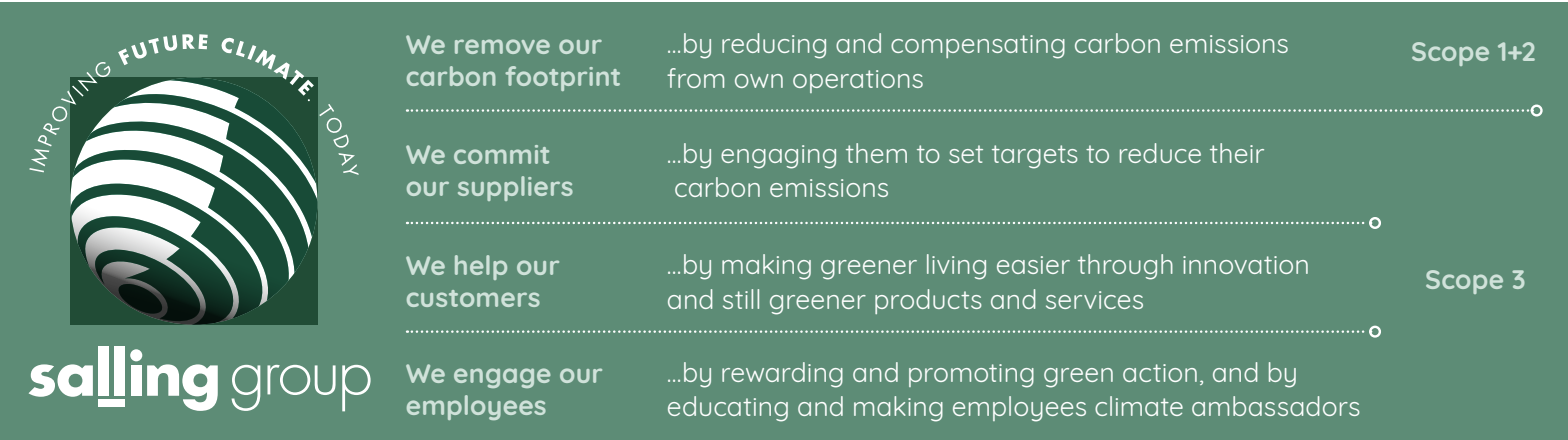 IMPROVING FUTURE CLIMATE. TODAY
salling group
We remove our
carbon footprint
...by reducing and compensating carbon emissions
from own operations
Scope 1+2
We commit
our suppliers
...by engaging them to set targets to reduce their
carbon emissions
We help our
customers
...by making greener living easier through innovation
and still greener products and services
Scope 3
We engage our
employees
...by rewarding and promoting green action, and by
educating and making employees climate ambassadors